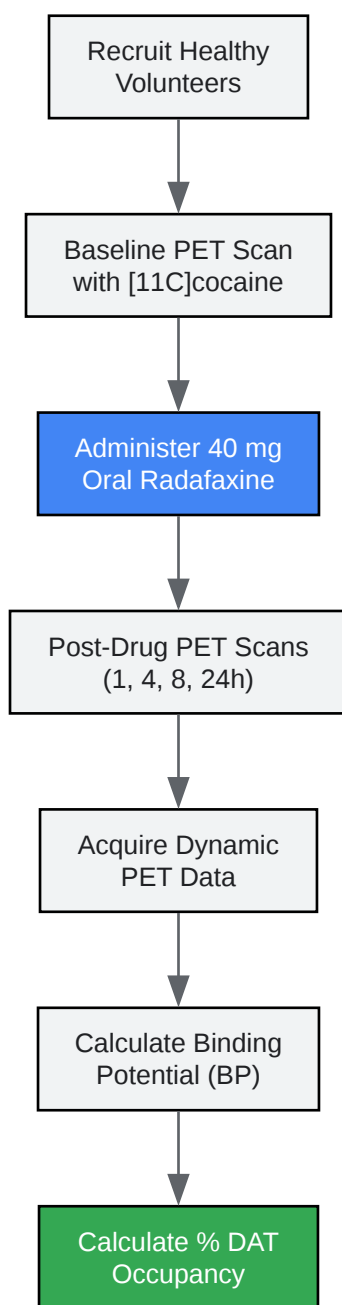 Recruit Healthy
Volunteers
Baseline PET Scan
with [11C]cocaine
Administer 40 mg
Oral Radafaxine
Post-Drug PET Scans
(1, 4, 8, 24h)
Acquire Dynamic
PET Data
Calculate Binding
Potential (BP)
Calculate % DAT
Occupancy